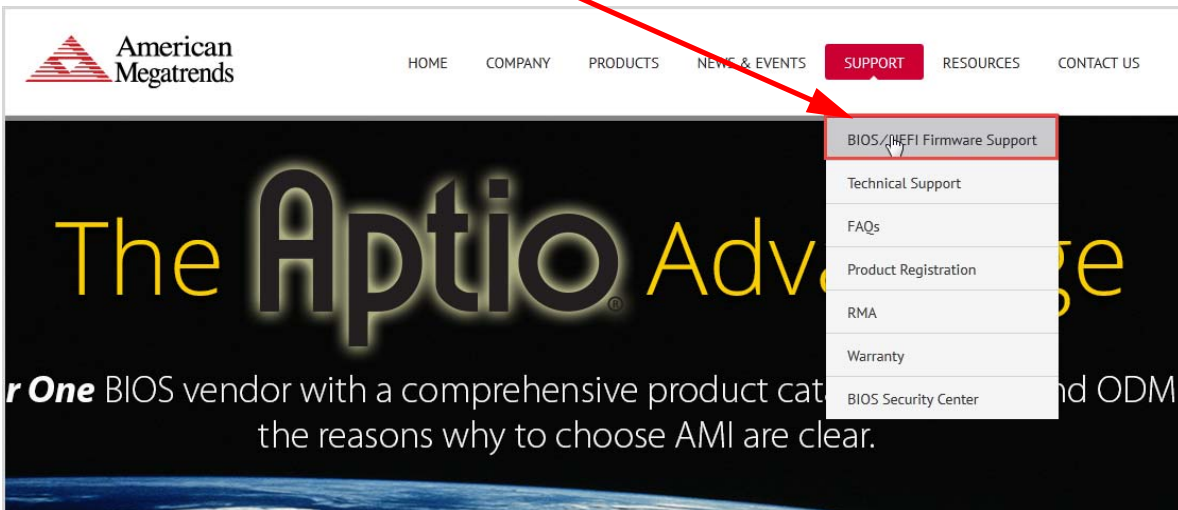 American
Megatrends
HOME COMPANY PRODUCTS NEWS & EVENTS SUPPORT RESOURCES CONTACT US
BIOS/UEFI Firmware Support
Technical Support
FAQs
Product Registration
RMA
Warranty
BIOS Security Center
The Aptio® Adv ge
r One BIOS vendor with a comprehensive product cat nd ODM
the reasons why to choose AMI are clear.